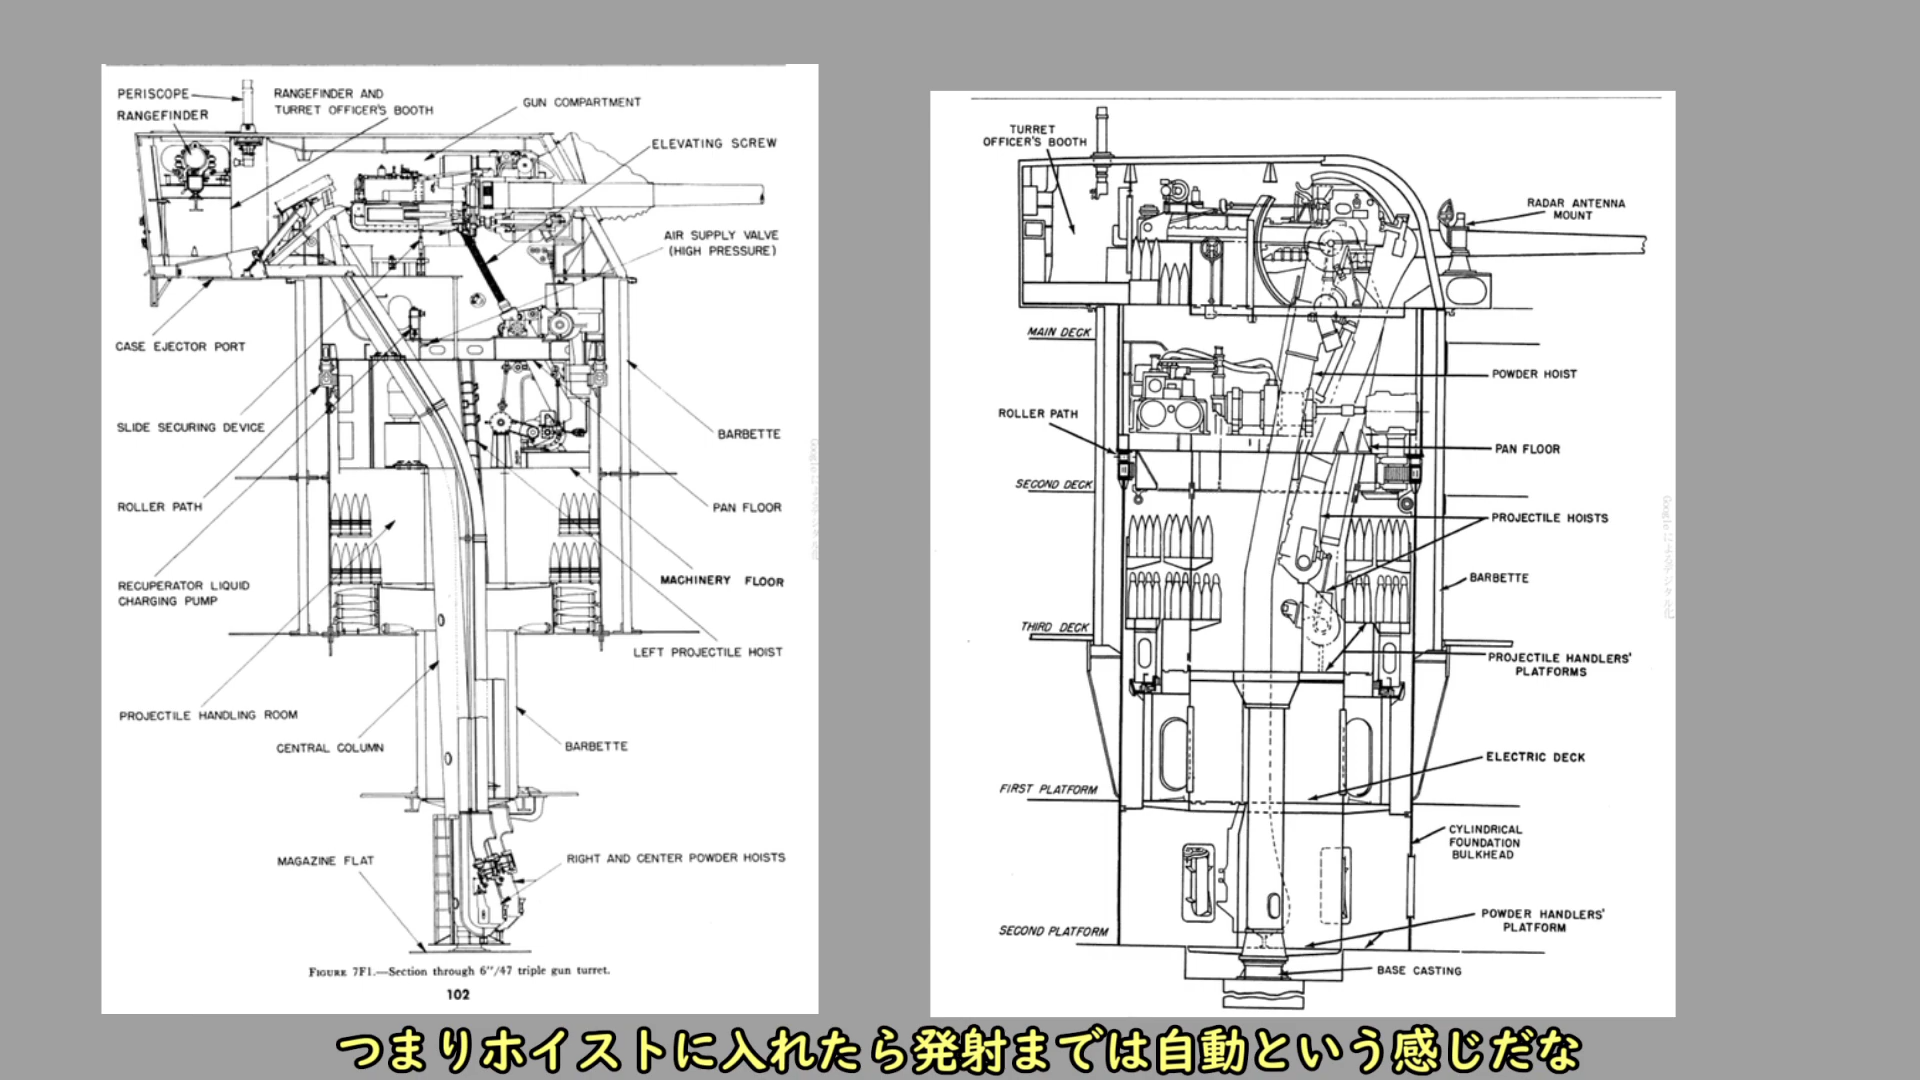 PERISCOPE
RANGEFINDER
RANGEFINDER AND
TURRET OFFICER'S BOOTH
GUN COMPARTMENT
ELEVATING SCREW
AIR SUPPLY VALVE
(HIGH PRESSURE)
CASE EJECTOR PORT
SLIDE SECURING DEVICE
BARBETTE
ROLLER PATH
PAN FLOOR
RECUPERATOR LIQUID
CHARGING PUMP
MACHINERY FLOOR
LEFT PROJECTILE HOIST
PROJECTILE HANDLING ROOM
CENTRAL COLUMN
BARBETTE
MAGAZINE FLAT
RIGHT AND CENTER POWDER HOISTS
FIGURE 7F1.—Section through 6"/47 triple gun turret.
102
TURRET
OFFICER'S BOOTH
RADAR ANTENNA
MOUNT
MAIN DECK
POWDER HOIST
ROLLER PATH
PAN FLOOR
SECOND DECK
PROJECTILE HOISTS
BARBETTE
THIRD DECK
PROJECTILE HANDLERS'
PLATFORMS
ELECTRIC DECK
FIRST PLATFORM
CYLINDRICAL
FOUNDATION
BULKHEAD
POWDER HANDLERS'
PLATFORM
SECOND PLATFORM
BASE CASTING
つまりホイストに入れたら発射までは自動という感じだな